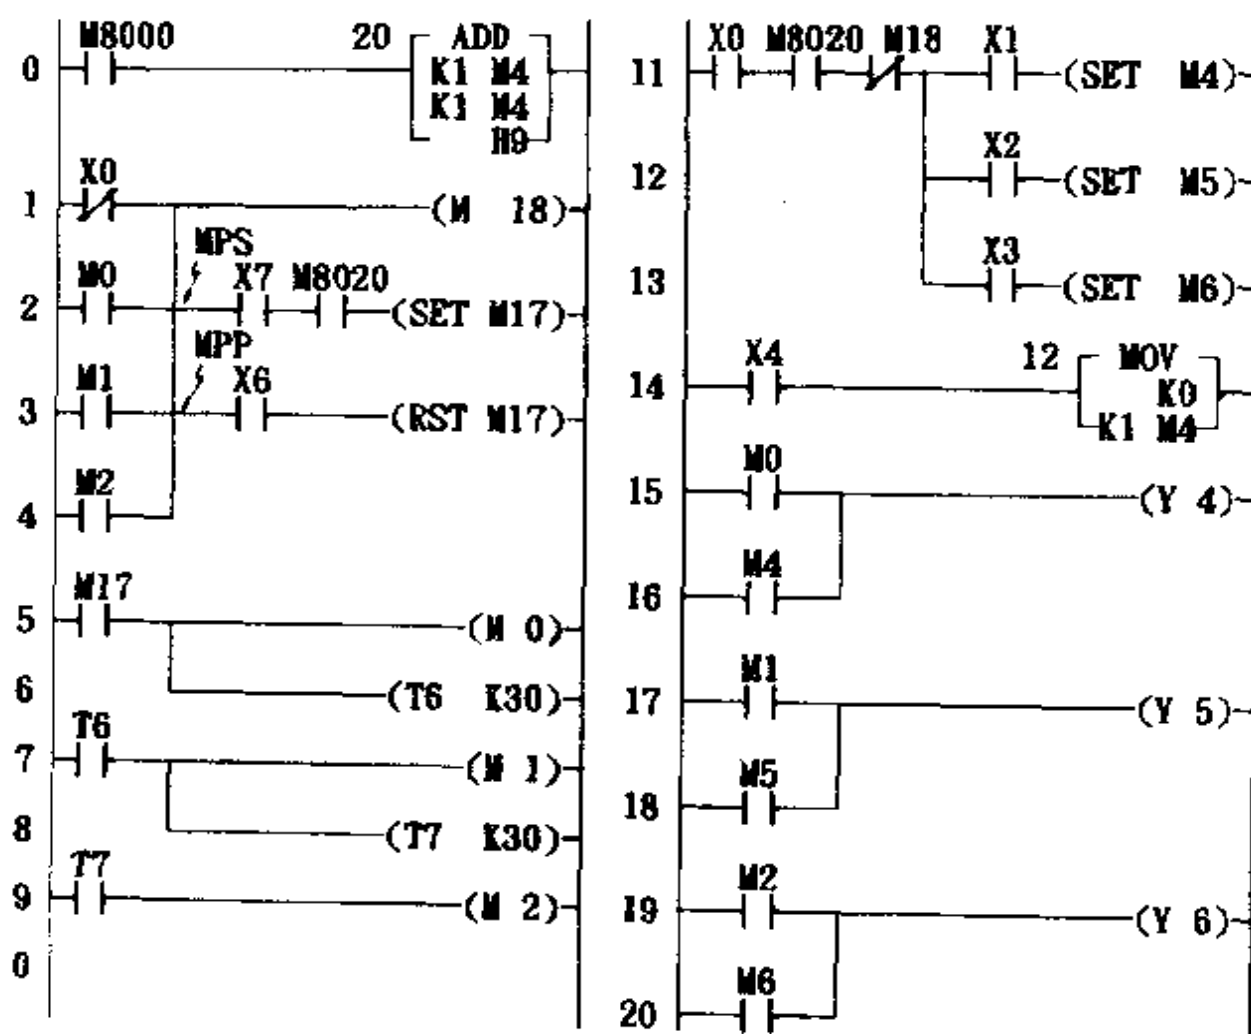 M8000 20 ADD
0 K1 M4
K1 M4
H9
X0
1 (M 18)
MPS
M0 X7 M8020
2 (SET M17)
MPP
M1 X6
3 (RST M17)
M2
4
M17
5 (M 0)
6 (T6 K30)
T6
7 (M 1)
8 (T7 K30)
T7
9 (M 2)
0
X0 M8020 M18 X1
11 (SET M4)
X2
12 (SET M5)
X3
13 (SET M6)
X4 12 MOV
14 K0
K1 M4
M0
15 (Y 4)
M4
16
M1
17 (Y 5)
M5
18
M2
19 (Y 6)
M6
20